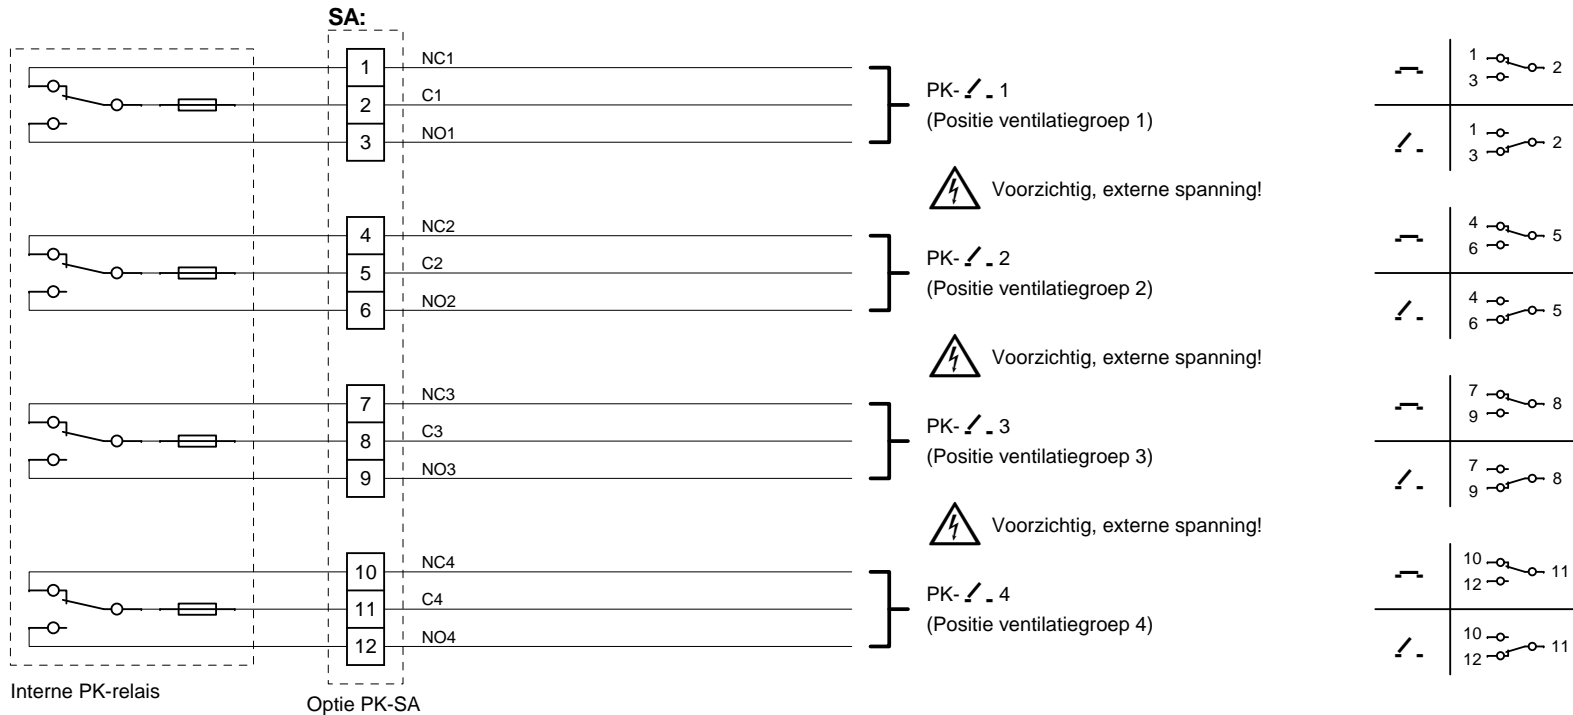 SA:
1 NC1
2 C1
3 NO1
PK- 1
(Positie ventilatiegroep 1)
1 3 2
1 3 2
Voorzichtig, externe spanning!
4 NC2
5 C2
6 NO2
PK- 2
(Positie ventilatiegroep 2)
4 6 5
4 6 5
Voorzichtig, externe spanning!
7 NC3
8 C3
9 NO3
PK- 3
(Positie ventilatiegroep 3)
7 9 8
7 9 8
Voorzichtig, externe spanning!
10 NC4
11 C4
12 NO4
PK- 4
(Positie ventilatiegroep 4)
10 12 11
10 12 11
Interne PK-relais
Optie PK-SA